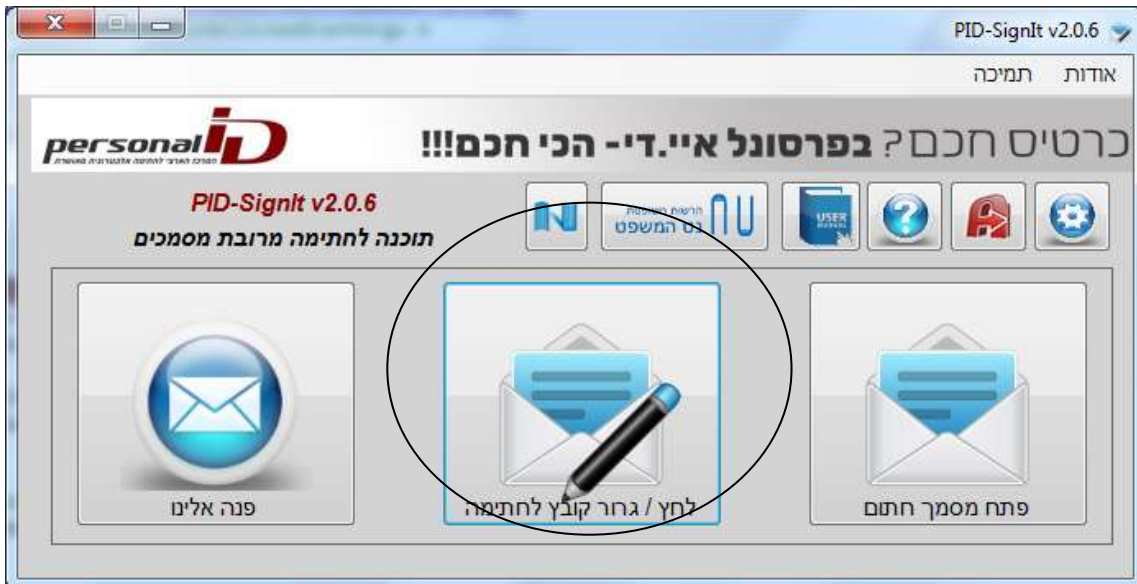 PID-SignIt v2.0.6
אודות תמיכה
כרטיס חכם? בפרסונל איי.די- הכי חכם!!!
personal ID
PID-SignIt v2.0.6
תוכנה לחתימה מרובת מסמכים
USER MANUAL
נט המשפט
פתח מסמך חתום
לחץ / גרור קובץ לחתימה
פנה אלינו